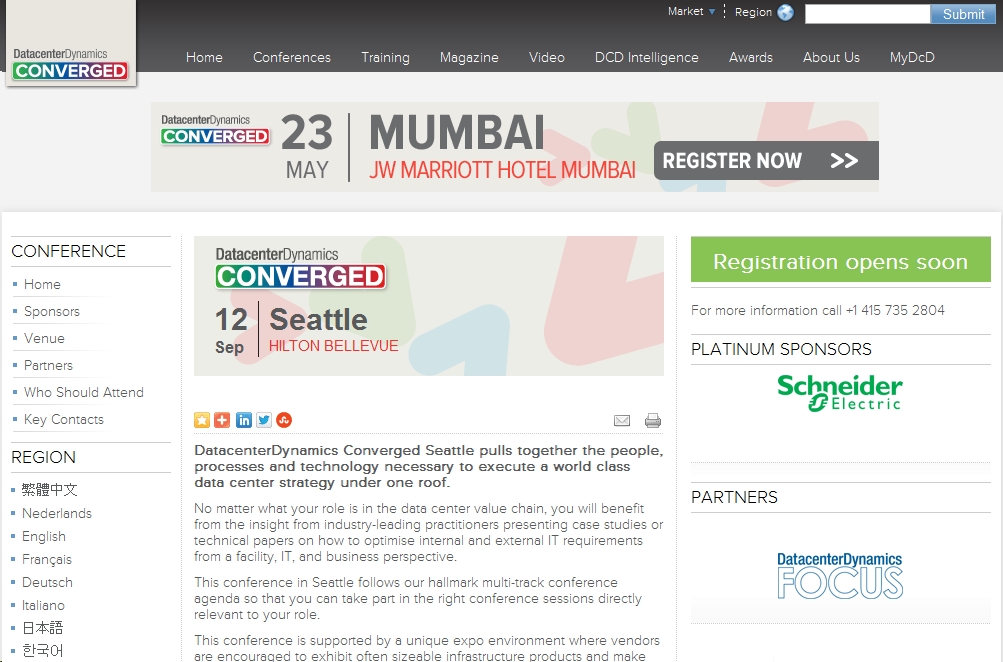 Market
Region
Submit
DatacenterDynamics
CONVERGED
Home
Conferences
Training
Magazine
Video
DCD Intelligence
Awards
About Us
MyDcD
DatacenterDynamics
CONVERGED
23
MAY
MUMBAI
JW MARRIOTT HOTEL MUMBAI
REGISTER NOW >>
CONFERENCE
Home
Sponsors
Venue
Partners
Who Should Attend
Key Contacts
REGION
繁體中文
Nederlands
English
Français
Deutsch
Italiano
日本語
한국어
DatacenterDynamics
CONVERGED
12
Sep
Seattle
HILTON BELLEVUE
in
DatacenterDynamics Converged Seattle pulls together the people,
processes and technology necessary to execute a world class
data center strategy under one roof.
No matter what your role is in the data center value chain, you will benefit
from the insight from industry-leading practitioners presenting case studies or
technical papers on how to optimise internal and external IT requirements
from a facility, IT, and business perspective.
This conference in Seattle follows our hallmark multi-track conference
agenda so that you can take part in the right conference sessions directly
relevant to your role.
This conference is supported by a unique expo environment where vendors
are encouraged to exhibit often sizeable infrastructure products and make
Registration opens soon
For more information call +1 415 735 2804
PLATINUM SPONSORS
Schneider
Electric
PARTNERS
DatacenterDynamics
FOCUS